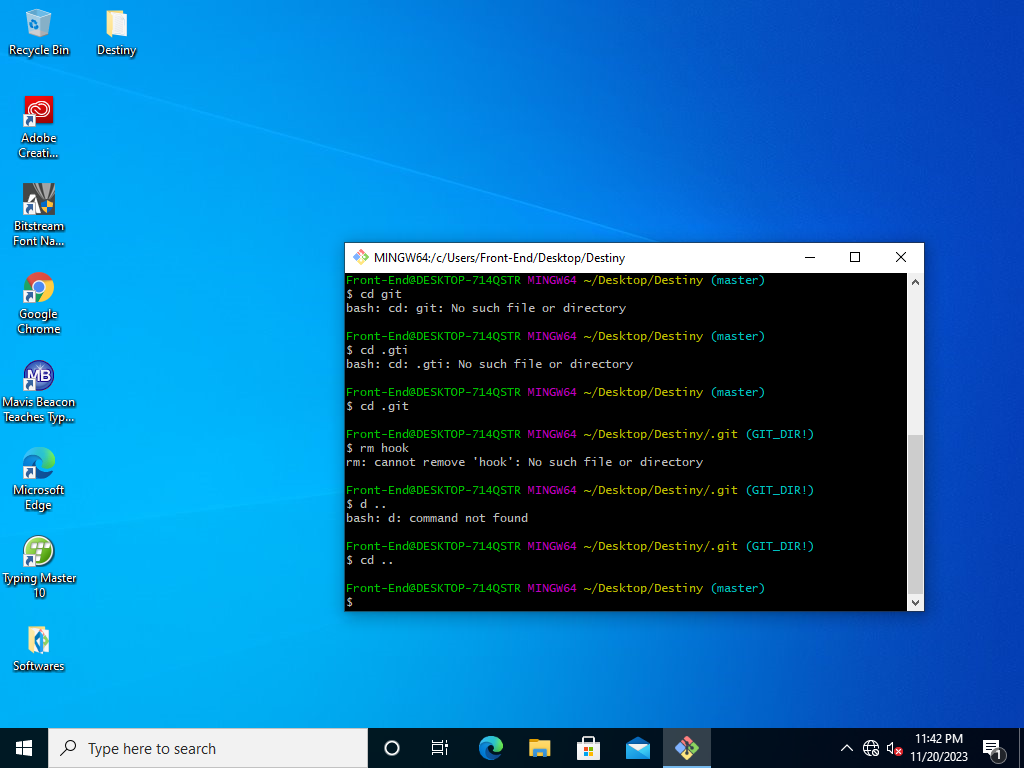 Recycle Bin
Destiny
Adobe
Creati...
Bitstream
Font Na...
Google
Chrome
Mavis Beacon
Teaches Typ...
Microsoft
Edge
Typing Master
10
Softwares
MINGW64:/c/Users/Front-End/Desktop/Destiny
Front-End@DESKTOP-714QSTR MINGW64 ~/Desktop/Destiny (master)
$ cd git
bash: cd: git: No such file or directory
Front-End@DESKTOP-714QSTR MINGW64 ~/Desktop/Destiny (master)
$ cd .gti
bash: cd: .gti: No such file or directory
Front-End@DESKTOP-714QSTR MINGW64 ~/Desktop/Destiny (master)
$ cd .git
Front-End@DESKTOP-714QSTR MINGW64 ~/Desktop/Destiny/.git (GIT_DIR!)
$ rm hook
rm: cannot remove 'hook': No such file or directory
Front-End@DESKTOP-714QSTR MINGW64 ~/Desktop/Destiny/.git (GIT_DIR!)
$ d ..
bash: d: command not found
Front-End@DESKTOP-714QSTR MINGW64 ~/Desktop/Destiny/.git (GIT_DIR!)
$ cd ..
Front-End@DESKTOP-714QSTR MINGW64 ~/Desktop/Destiny (master)
$
Type here to search
11:42 PM
11/20/2023
1